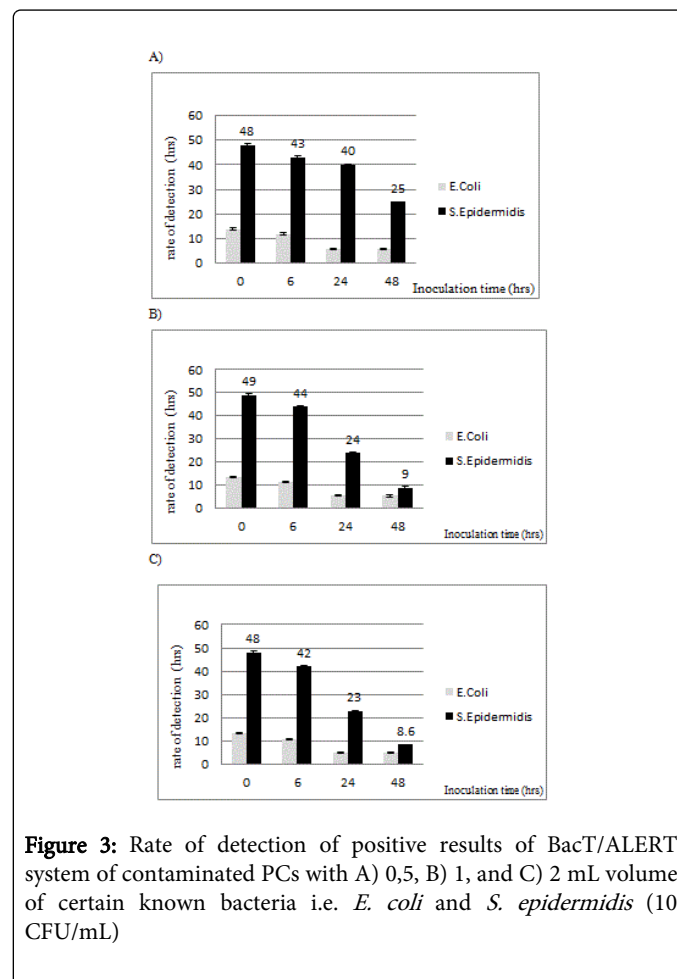 A)
60
50
40
30
20
10
0
rate of detection (hrs)
48
43
40
25
E.Coli
S.Epidermidis
0 6 24 48
Inoculation time (hrs)
B)
60
50
40
30
20
10
0
rate of detection (hrs)
49
44
24
9
E.Coli
S.Epidermidis
0 6 24 48
Inoculation time (hrs)
C)
60
50
40
30
20
10
0
rate of detection (hrs)
48
42
23
8.6
E.Coli
S.Epidermidis
0 6 24 48
Inoculation time (hrs)
Figure 3: Rate of detection of positive results of BacT/ALERT
system of contaminated PCs with A) 0,5, B) 1, and C) 2 mL volume
of certain known bacteria i.e. E. coli and S. epidermidis (10
CFU/mL)